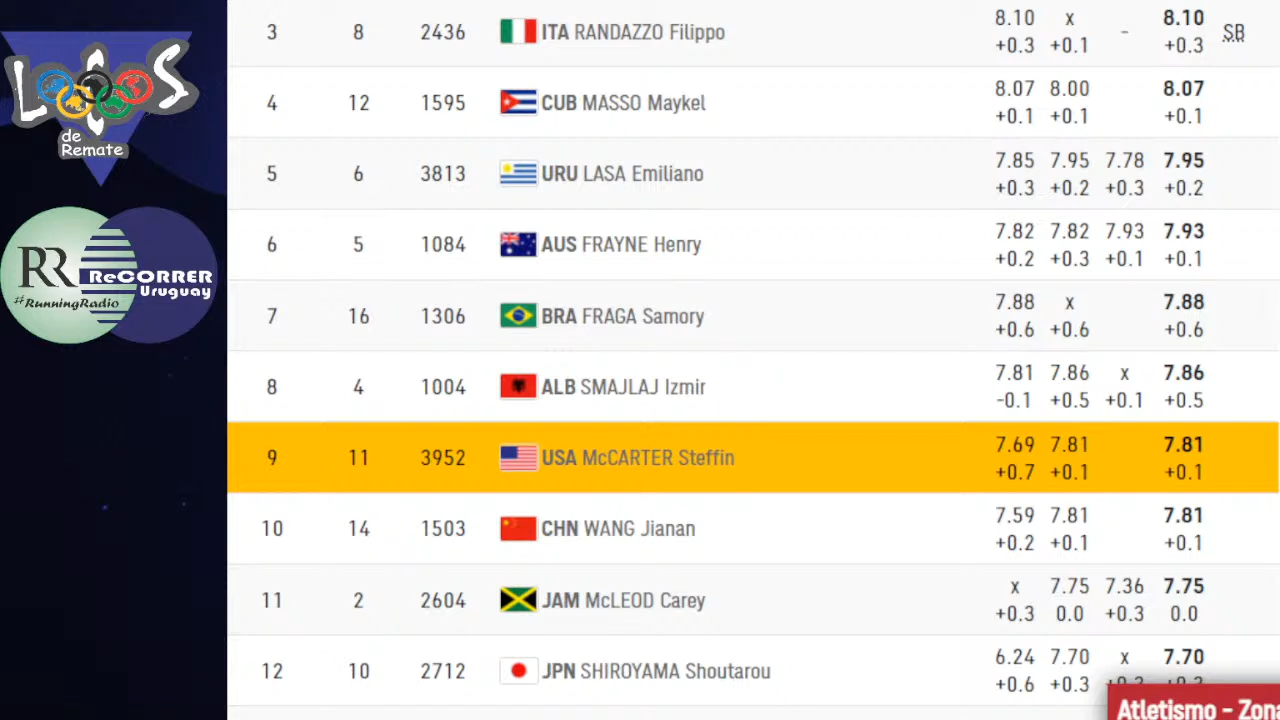 LOCOS
de
Remate
RR
#RunningRadio
ReCORRER
Uruguay
3 8 2436 ITA RANDAZZO Filippo 8.10 x - 8.10 SB
+0.3 +0.1 +0.3
4 12 1595 CUB MASSO Maykel 8.07 8.00 8.07
+0.1 +0.1 +0.1
5 6 3813 URU LASA Emiliano 7.85 7.95 7.78 7.95
+0.3 +0.2 +0.3 +0.2
6 5 1084 AUS FRAYNE Henry 7.82 7.82 7.93 7.93
+0.2 +0.3 +0.1 +0.1
7 16 1306 BRA FRAGA Samory 7.88 x 7.88
+0.6 +0.6 +0.6
8 4 1004 ALB SMAJLAJ Izmir 7.81 7.86 x 7.86
-0.1 +0.5 +0.1 +0.5
9 11 3952 USA McCARTER Steffin 7.69 7.81 7.81
+0.7 +0.1 +0.1
10 14 1503 CHN WANG Jianan 7.59 7.81 7.81
+0.2 +0.1 +0.1
11 2 2604 JAM McLEOD Carey x 7.75 7.36 7.75
+0.3 0.0 +0.3 0.0
12 10 2712 JPN SHIROYAMA Shoutarou 6.24 7.70 x 7.70
+0.6 +0.3
Atletismo - Zona